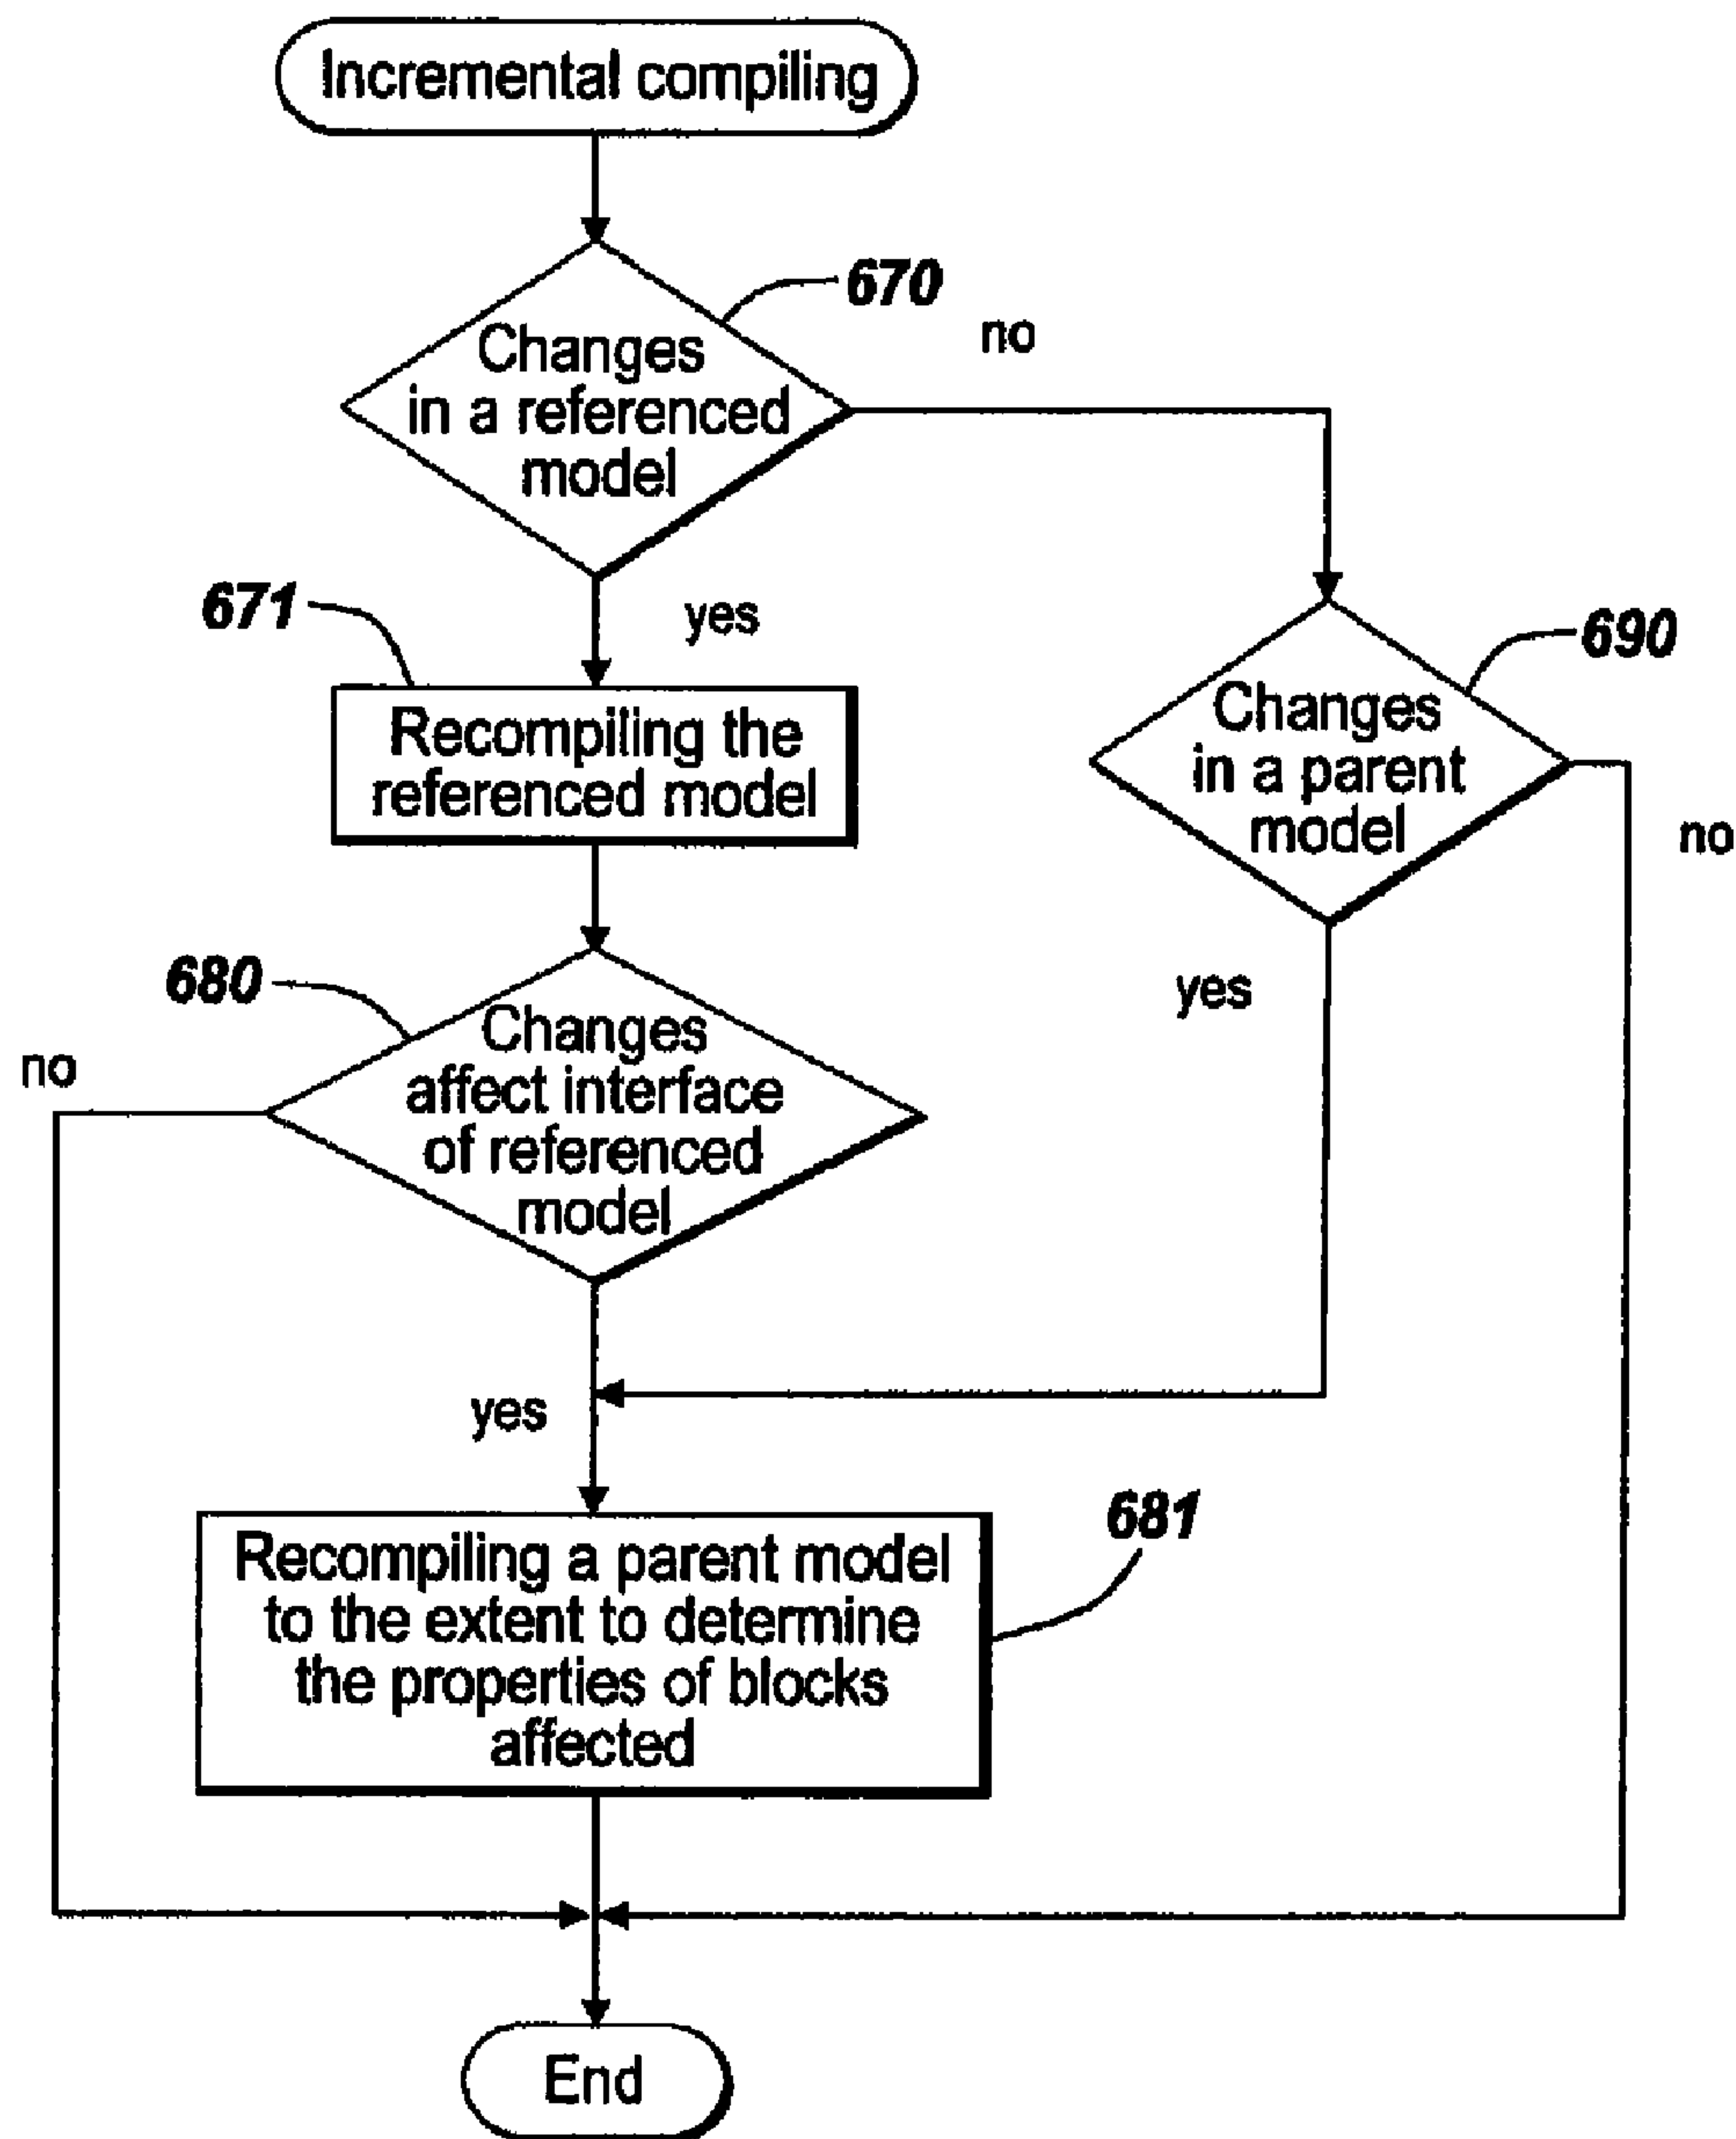 Incremental compiling
670
no
Changes
in a referenced
model
671
yes
Recompiling the
referenced model
690
Changes
in a parent
model
no
yes
680
no
Changes
affect interface
of referenced
model
yes
681
Recompiling a parent model
to the extent to determine
the properties of blocks
affected
End